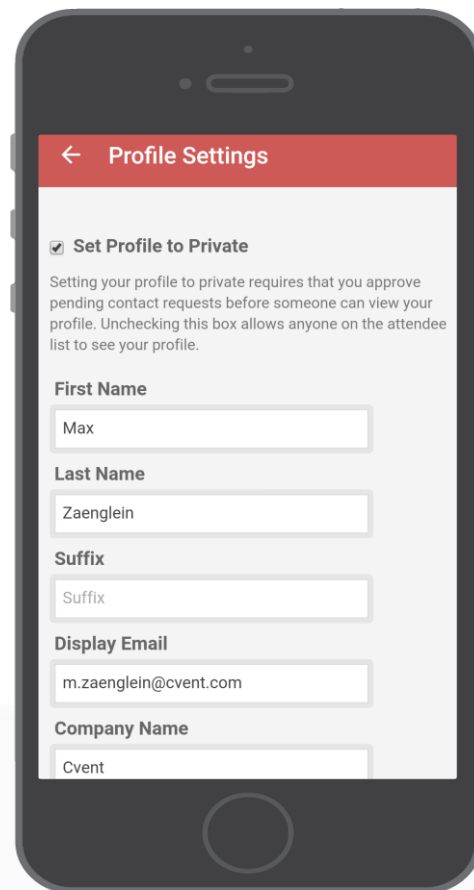 Profile Settings
Set Profile to Private
Setting your profile to private requires that you approve
pending contact requests before someone can view your
profile. Unchecking this box allows anyone on the attendee
list to see your profile.
First Name
Max
Last Name
Zaenglein
Suffix
Suffix
Display Email
m.zaenglein@cvent.com
Company Name
Cvent